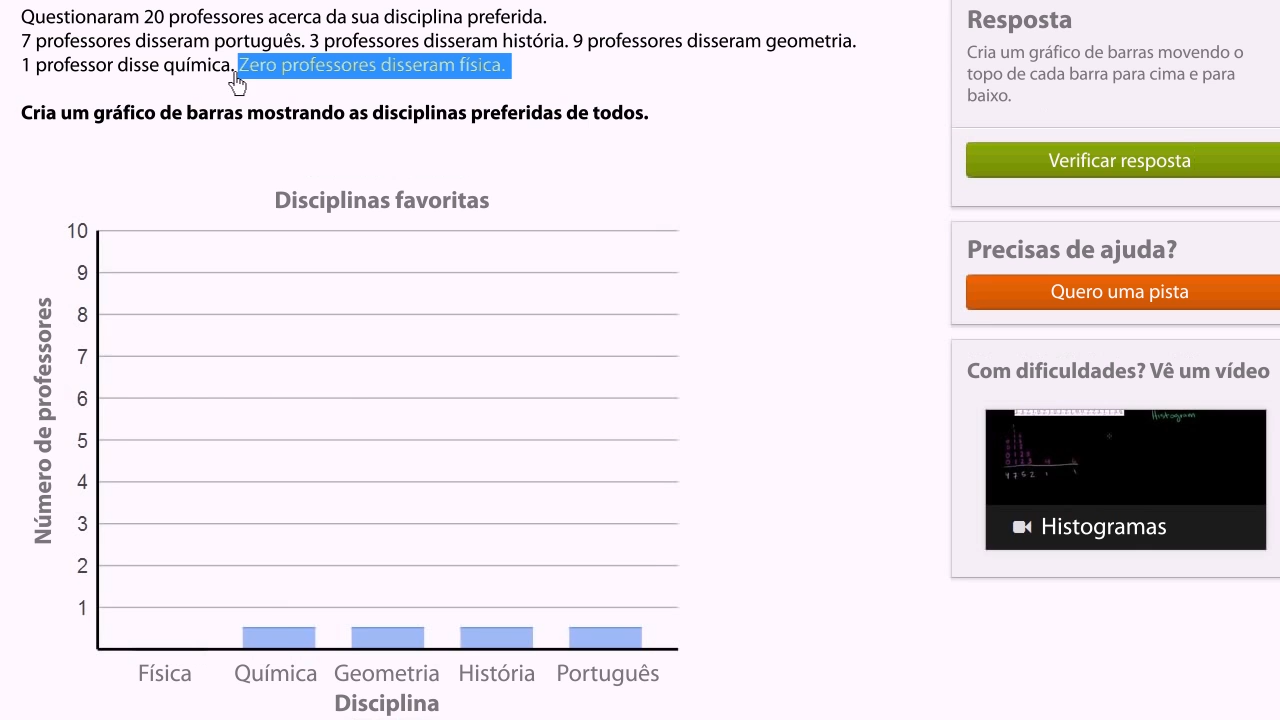 Questionaram 20 professores acerca da sua disciplina preferida.
7 professores disseram português. 3 professores disseram história. 9 professores disseram geometria.
1 professor disse química. Zero professores disseram física.
Cria um gráfico de barras mostrando as disciplinas preferidas de todos.
Disciplinas favoritas
Número de professores
10
9
8
7
6
5
4
3
2
1
Física Química Geometria História Português
Disciplina
Resposta
Cria um gráfico de barras movendo o
topo de cada barra para cima e para
baixo.
Verificar resposta
Precisas de ajuda?
Quero uma pista
Com dificuldades? Vê um vídeo
Histogram
Histogramas